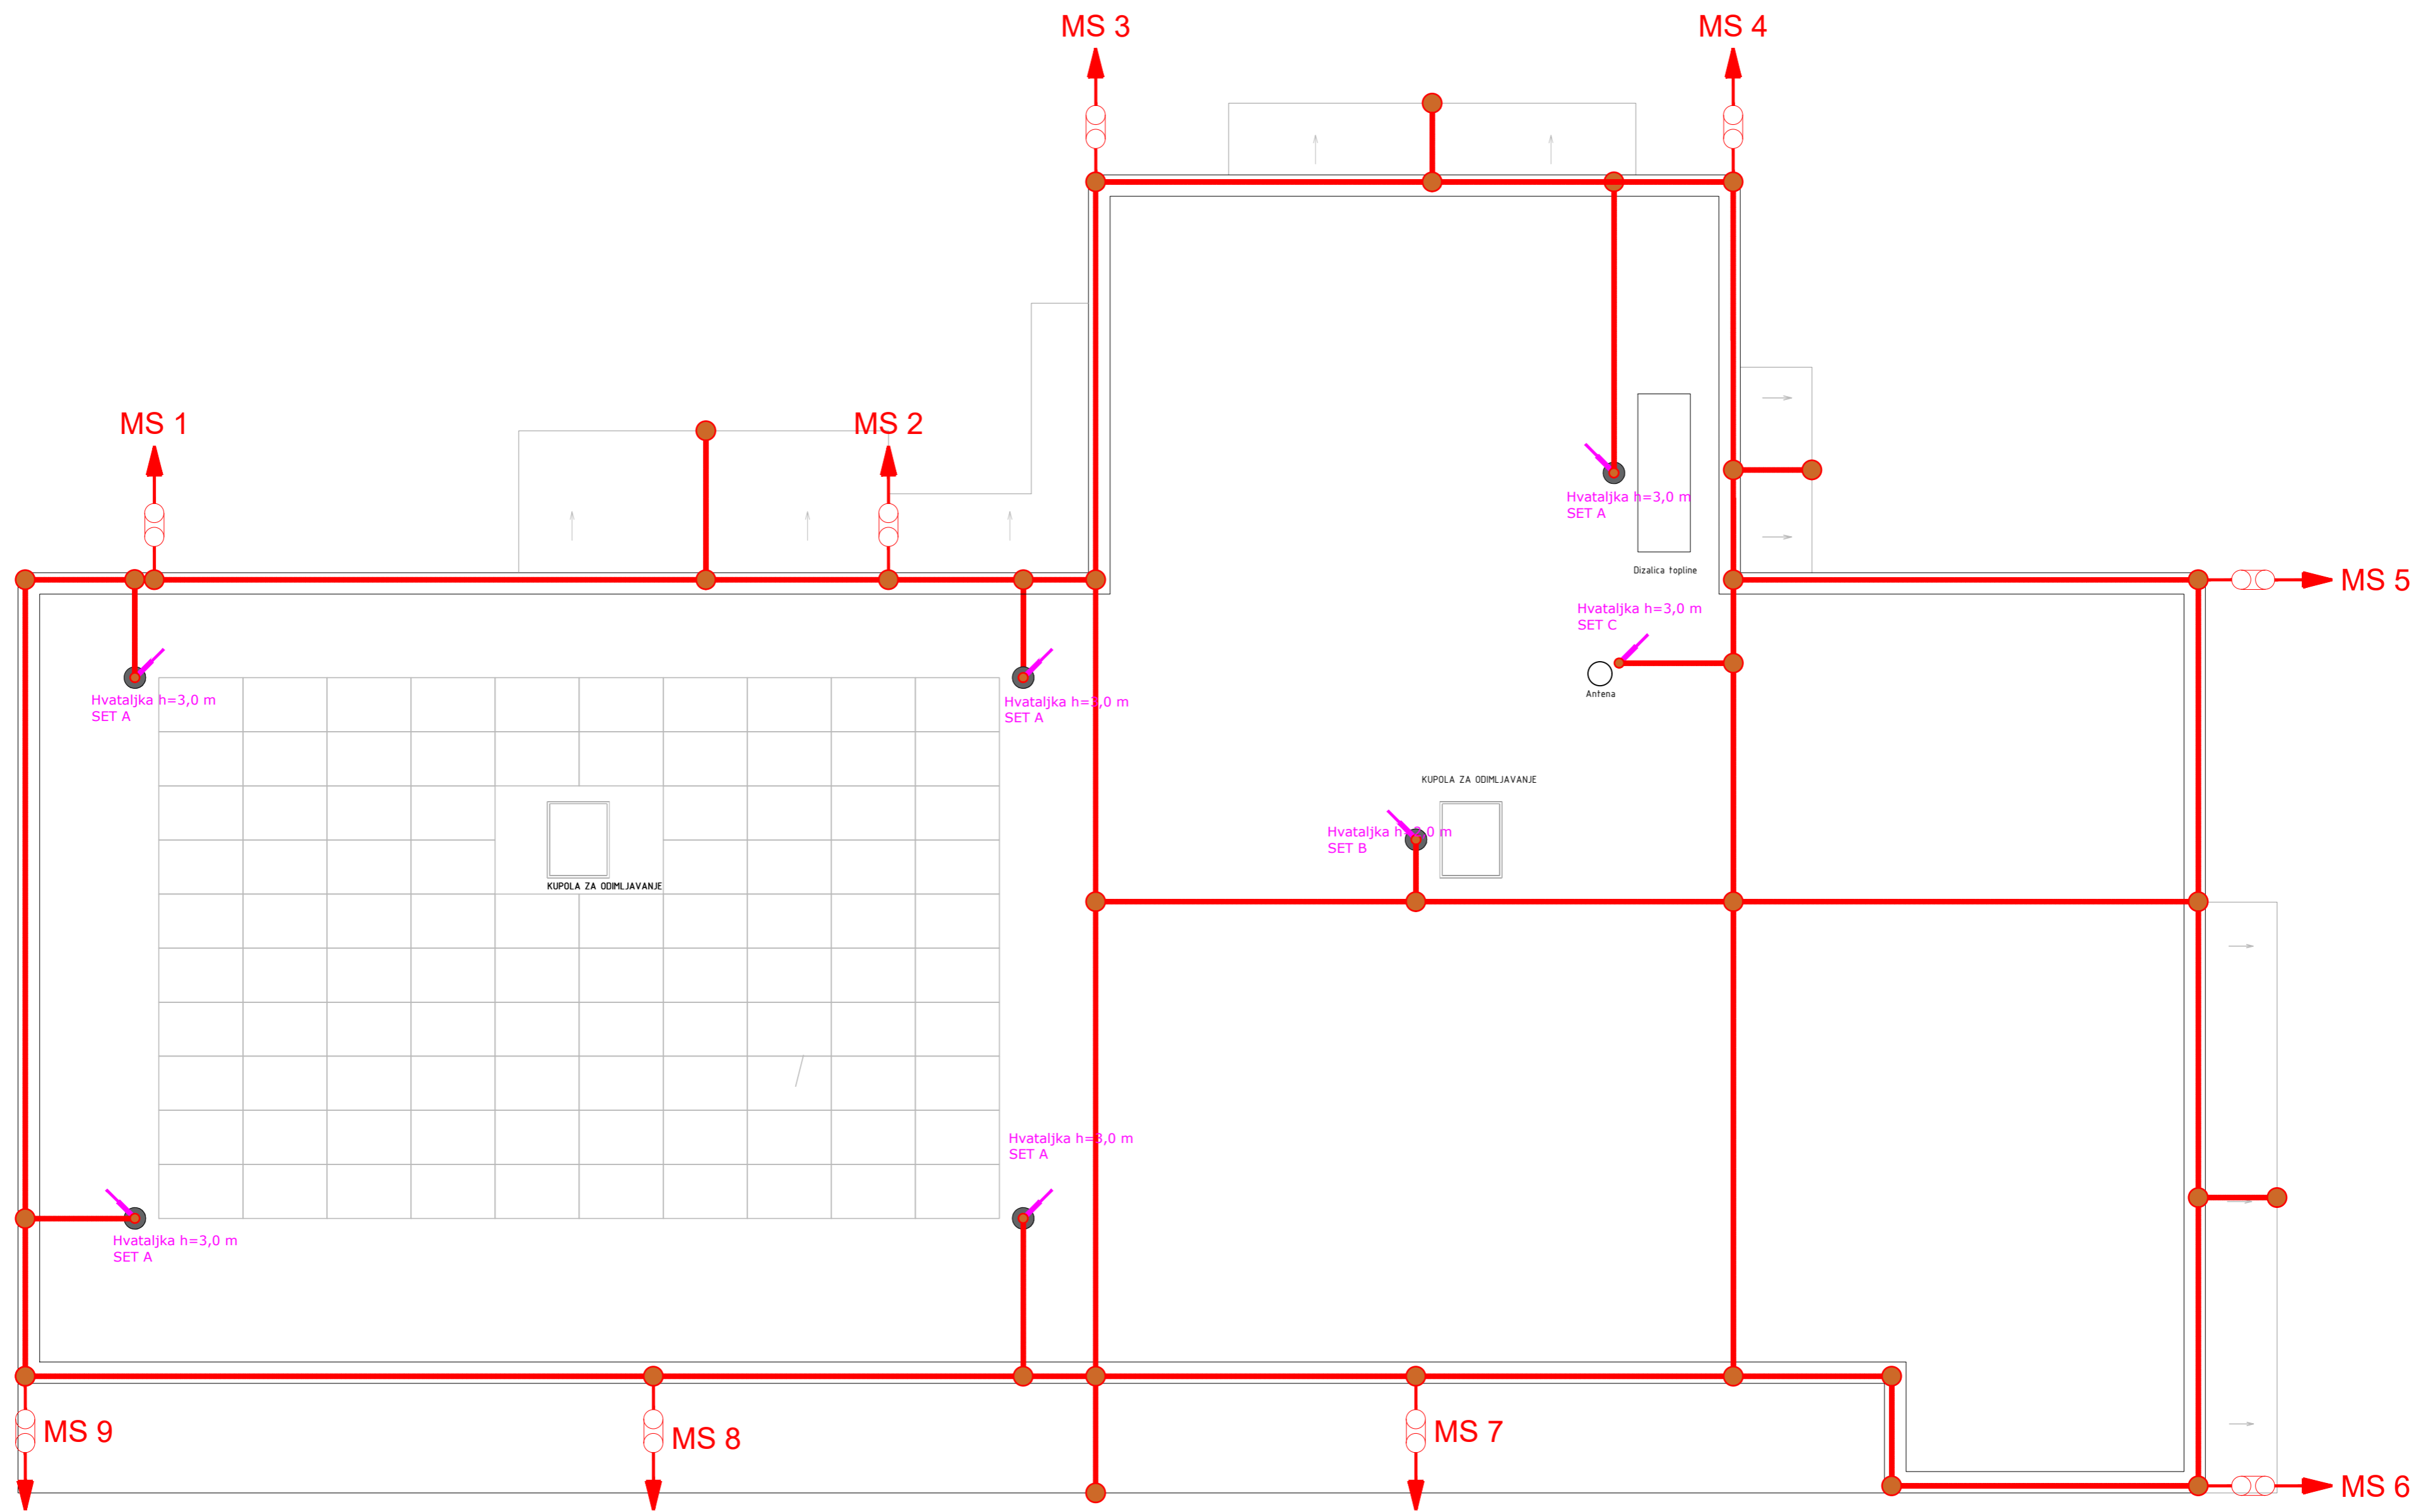 MS 3
MS 4
MS 1
MS 2
Hvataljka h=3,0 m
SET A
Dizalica topline
MS 5
Hvataljka h=3,0 m
SET C
Antena
Hvataljka h=3,0 m
SET A
Hvataljka h=3,0 m
SET A
KUPOLA ZA ODIMLJAVANJE
Hvataljka h=3,0 m
SET B
KUPOLA ZA ODIMLJAVANJE
Hvataljka h=3,0 m
SET A
Hvataljka h=3,0 m
SET A
MS 9
MS 8
MS 7
MS 6